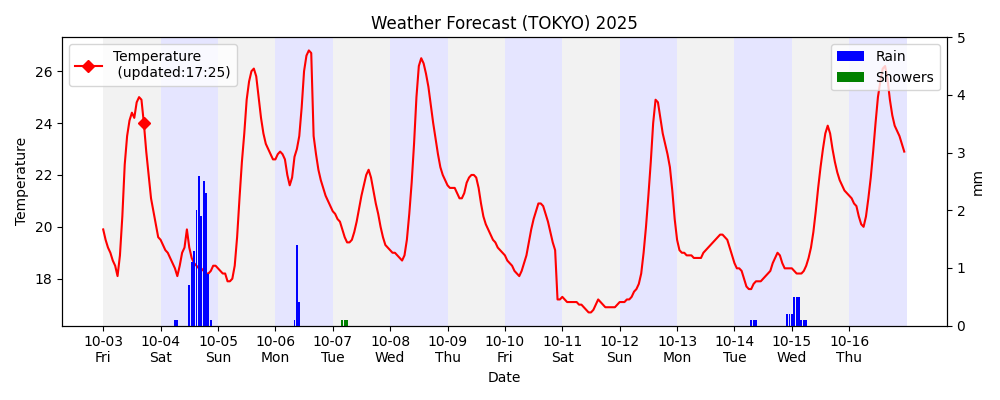 Weather Forecast (TOKYO) 2025
Temperature
(updated:17:25)
Rain
Showers
Temperature
26
24
22
20
18
5
4
3
2
1
0
mm
10-03 10-04 10-05 10-06 10-07 10-08 10-09 10-10 10-11 10-12 10-13 10-14 10-15 10-16
Fri Sat Sun Mon Tue Wed Thu Fri Sat Sun Mon Tue Wed Thu
Date